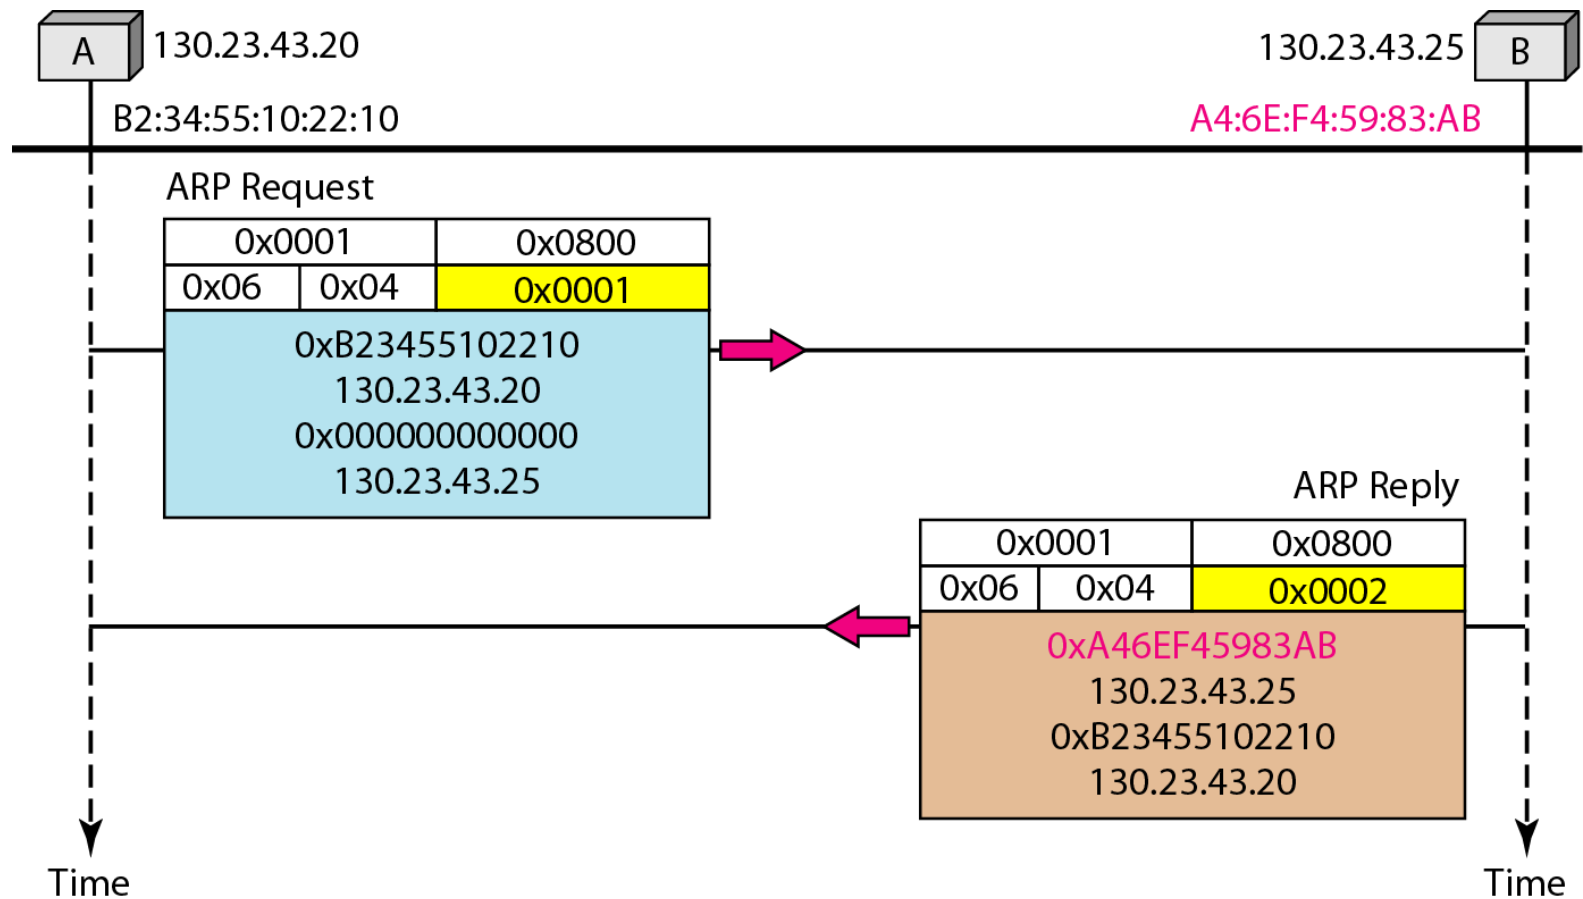 A 130.23.43.20 130.23.43.25 B
B2:34:55:10:22:10 A4:6E:F4:59:83:AB
ARP Request
0x0001 0x0800
0x06 0x04 0x0001
0xB23455102210
130.23.43.20
0x000000000000
130.23.43.25
ARP Reply
0x0001 0x0800
0x06 0x04 0x0002
0xA46EF45983AB
130.23.43.25
0xB23455102210
130.23.43.20
Time Time